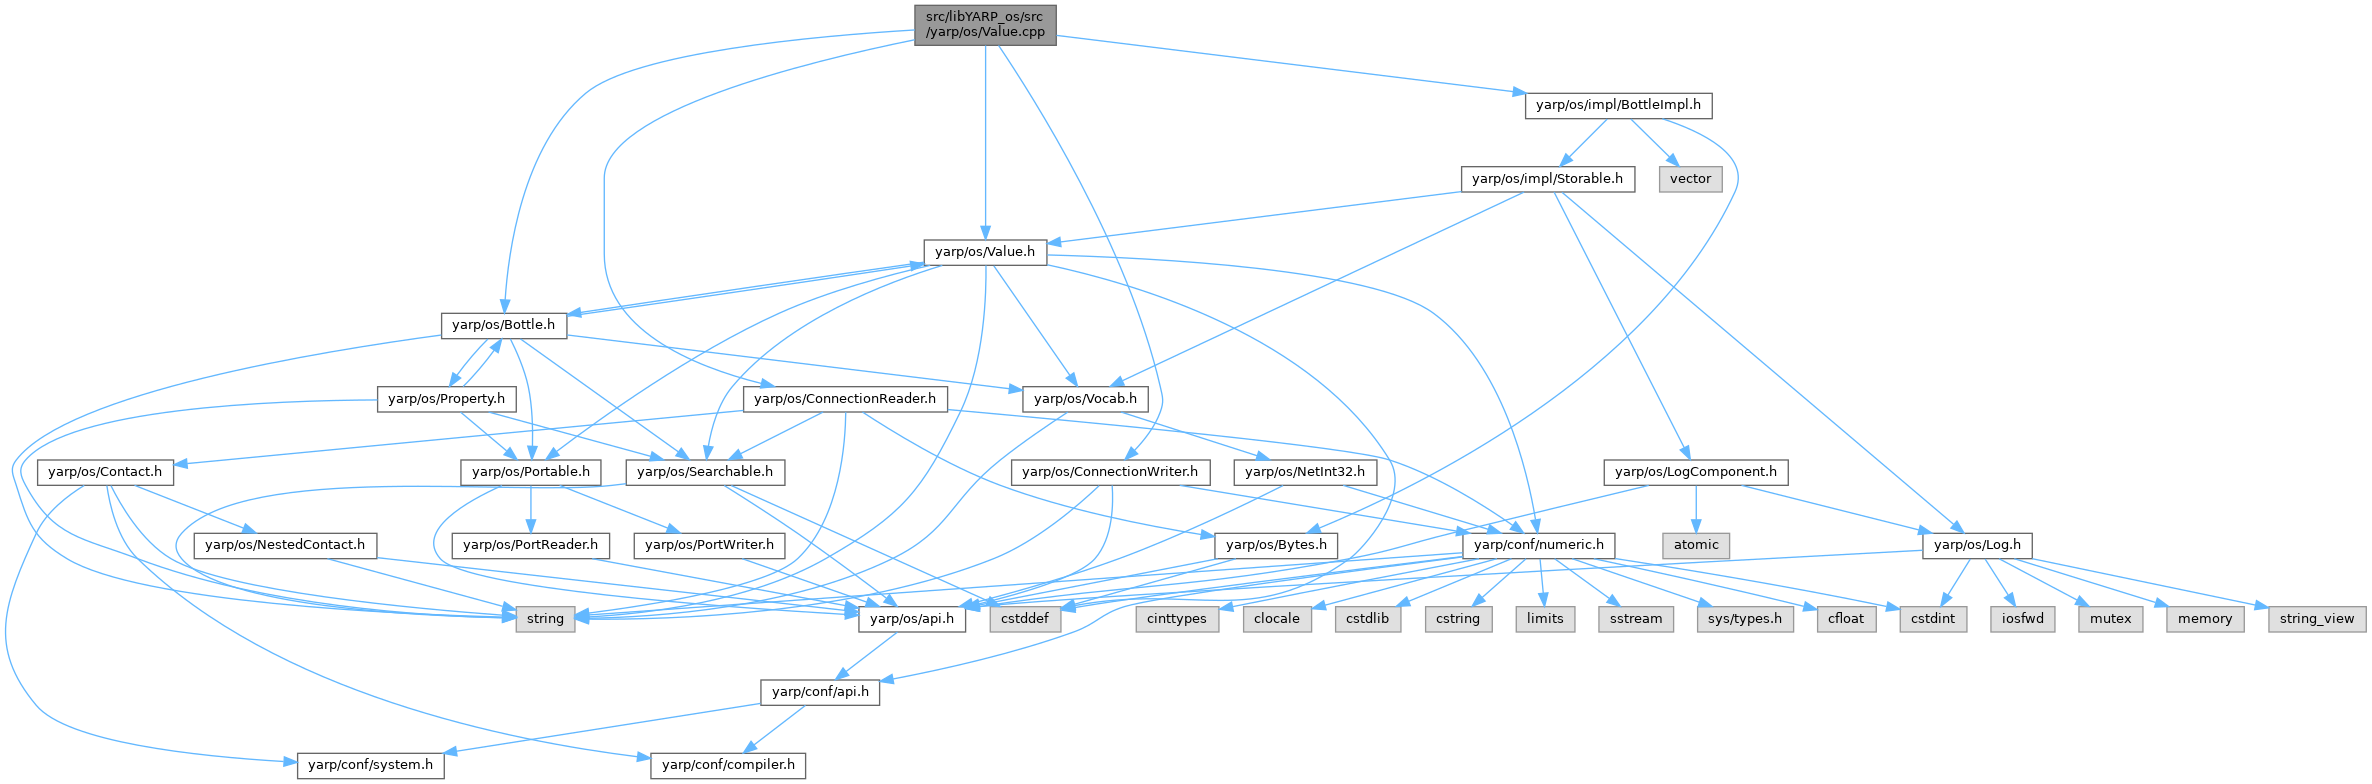 src/libYARP_os/src
/yarp/os/Value.cpp
yarp/os/impl/BottleImpl.h
yarp/os/impl/Storable.h
vector
yarp/os/Value.h
yarp/os/Bottle.h
yarp/os/Property.h
yarp/os/ConnectionReader.h
yarp/os/Vocab.h
yarp/os/Contact.h
yarp/os/Portable.h
yarp/os/Searchable.h
yarp/os/ConnectionWriter.h
yarp/os/NetInt32.h
yarp/os/LogComponent.h
yarp/os/NestedContact.h
yarp/os/PortReader.h
yarp/os/PortWriter.h
yarp/os/Bytes.h
yarp/conf/numeric.h
atomic
yarp/os/Log.h
string
yarp/os/api.h
cstddef
cinttypes
clocale
cstdlib
cstring
limits
sstream
sys/types.h
cfloat
cstdint
iosfwd
mutex
memory
string_view
yarp/conf/api.h
yarp/conf/system.h
yarp/conf/compiler.h